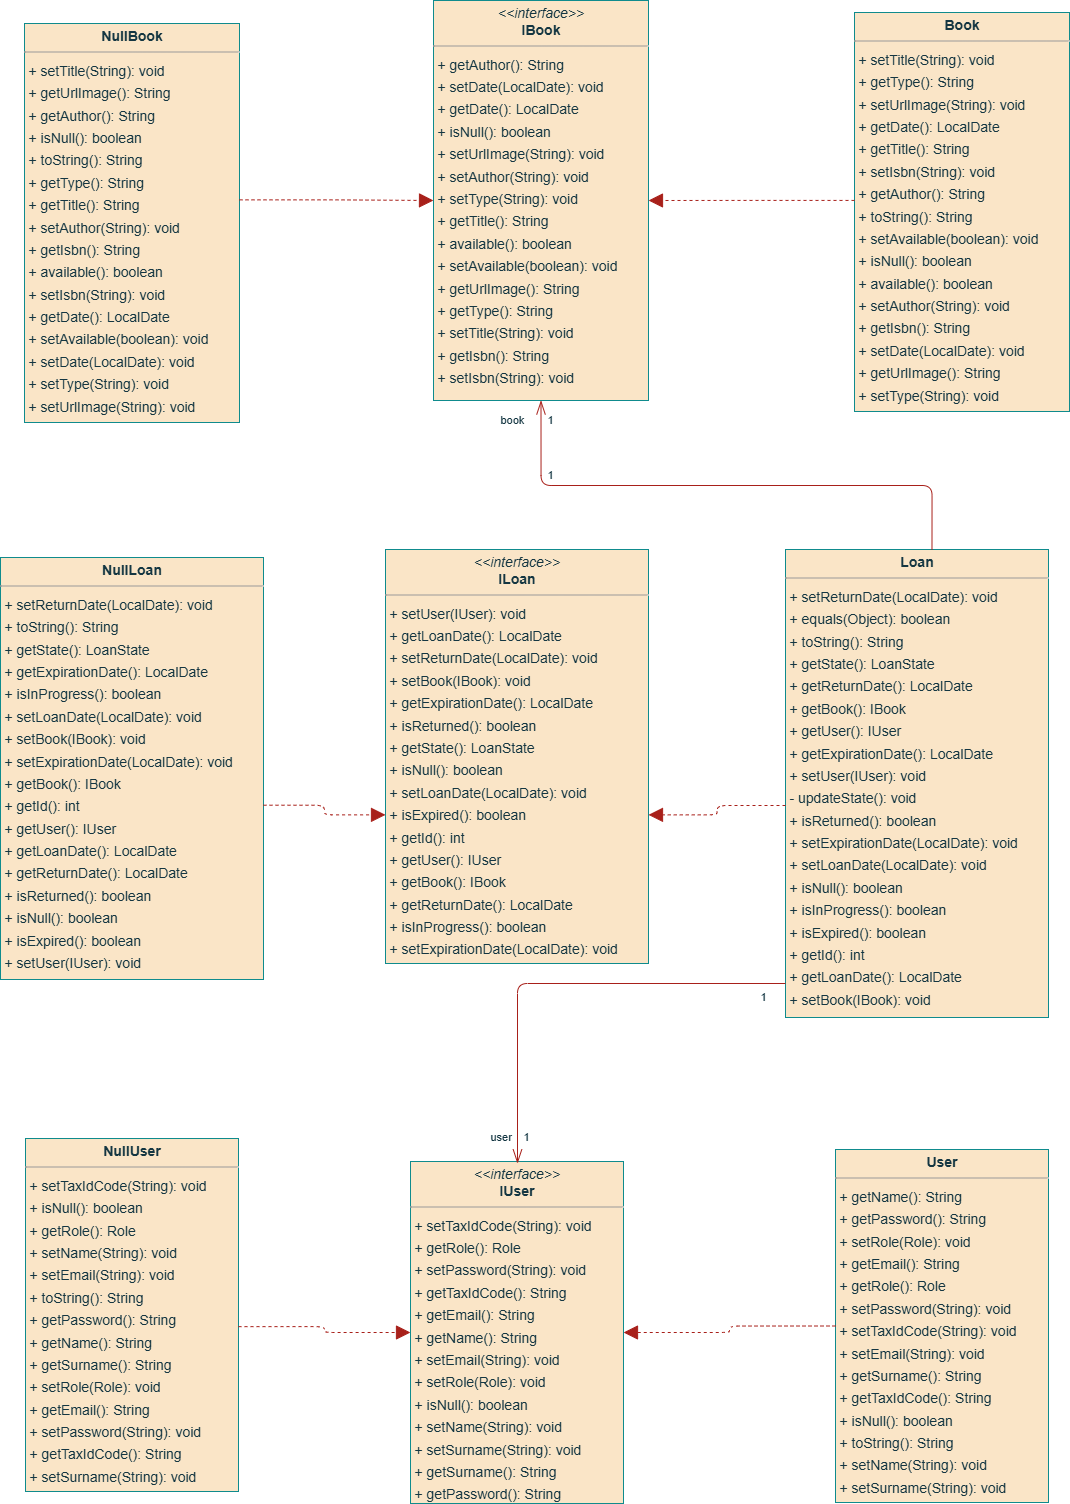 NullBook
+ setTitle(String): void
+ getUrlImage(): String
+ getAuthor(): String
+ isNull(): boolean
+ toString(): String
+ getType(): String
+ getTitle(): String
+ setAuthor(String): void
+ getIsbn(): String
+ available(): boolean
+ setIsbn(String): void
+ getDate(): LocalDate
+ setAvailable(boolean): void
+ setDate(LocalDate): void
+ setType(String): void
+ setUrlImage(String): void
<<interface>>
IBook
+ getAuthor(): String
+ setDate(LocalDate): void
+ getDate(): LocalDate
+ isNull(): boolean
+ setUrlImage(String): void
+ setAuthor(String): void
+ setType(String): void
+ getTitle(): String
+ available(): boolean
+ setAvailable(boolean): void
+ getUrlImage(): String
+ getType(): String
+ setTitle(String): void
+ getIsbn(): String
+ setIsbn(String): void
Book
+ setTitle(String): void
+ getType(): String
+ setUrlImage(String): void
+ getDate(): LocalDate
+ getTitle(): String
+ setIsbn(String): void
+ getAuthor(): String
+ toString(): String
+ setAvailable(boolean): void
+ isNull(): boolean
+ available(): boolean
+ setAuthor(String): void
+ getIsbn(): String
+ setDate(LocalDate): void
+ getUrlImage(): String
+ setType(String): void
book 1
1
NullLoan
+ setReturnDate(LocalDate): void
+ toString(): String
+ getState(): LoanState
+ getExpirationDate(): LocalDate
+ isInProgress(): boolean
+ setLoanDate(LocalDate): void
+ setBook(IBook): void
+ setExpirationDate(LocalDate): void
+ getBook(): IBook
+ getId(): int
+ getUser(): IUser
+ getLoanDate(): LocalDate
+ getReturnDate(): LocalDate
+ isReturned(): boolean
+ isNull(): boolean
+ isExpired(): boolean
+ setUser(IUser): void
<<interface>>
ILoan
+ setUser(IUser): void
+ getLoanDate(): LocalDate
+ setReturnDate(LocalDate): void
+ setBook(IBook): void
+ getExpirationDate(): LocalDate
+ isReturned(): boolean
+ getState(): LoanState
+ isNull(): boolean
+ setLoanDate(LocalDate): void
+ isExpired(): boolean
+ getId(): int
+ getUser(): IUser
+ getBook(): IBook
+ getReturnDate(): LocalDate
+ isInProgress(): boolean
+ setExpirationDate(LocalDate): void
Loan
+ setReturnDate(LocalDate): void
+ equals(Object): boolean
+ toString(): String
+ getState(): LoanState
+ getReturnDate(): LocalDate
+ getBook(): IBook
+ getUser(): IUser
+ getExpirationDate(): LocalDate
+ setUser(IUser): void
- updateState(): void
+ isReturned(): boolean
+ setExpirationDate(LocalDate): void
+ setLoanDate(LocalDate): void
+ isNull(): boolean
+ isInProgress(): boolean
+ isExpired(): boolean
+ getId(): int
+ getLoanDate(): LocalDate
+ setBook(IBook): void
1
user 1
NullUser
+ setTaxIdCode(String): void
+ isNull(): boolean
+ getRole(): Role
+ setName(String): void
+ setEmail(String): void
+ toString(): String
+ getPassword(): String
+ getName(): String
+ getSurname(): String
+ setRole(Role): void
+ getEmail(): String
+ setPassword(String): void
+ getTaxIdCode(): String
+ setSurname(String): void
<<interface>>
IUser
+ setTaxIdCode(String): void
+ getRole(): Role
+ setPassword(String): void
+ getTaxIdCode(): String
+ getEmail(): String
+ getName(): String
+ setEmail(String): void
+ setRole(Role): void
+ isNull(): boolean
+ setName(String): void
+ setSurname(String): void
+ getSurname(): String
+ getPassword(): String
User
+ getName(): String
+ getPassword(): String
+ setRole(Role): void
+ getEmail(): String
+ getRole(): Role
+ setPassword(String): void
+ setTaxIdCode(String): void
+ setEmail(String): void
+ getSurname(): String
+ getTaxIdCode(): String
+ isNull(): boolean
+ toString(): String
+ setName(String): void
+ setSurname(String): void